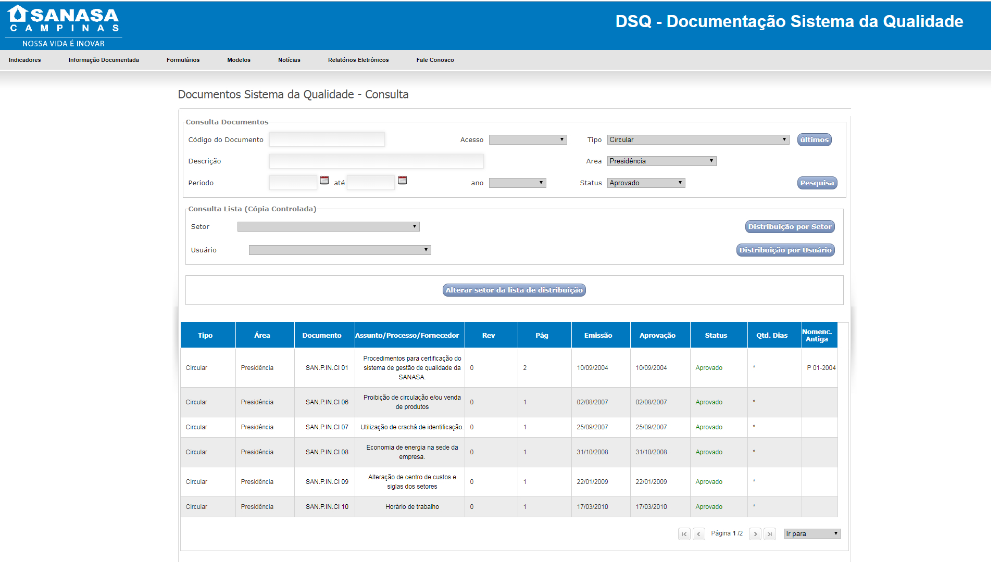 SANASA
CAMPINAS
NOSSA VIDA É INOVAR
DSQ - Documentação Sistema da Qualidade
Indicadores Informação Documentada Formulários Modelos Notícias Relatórios Eletrônicos Fale Conosco
Documentos Sistema da Qualidade - Consulta
Consulta Documentos
Código do Documento Acesso Tipo Circular últimos
Descrição Area Presidência
Periodo até ano Status Aprovado Pesquisa
Consulta Lista (Cópia Controlada)
Setor Distribuição por Setor
Usuário Distribuição por Usuário
Alterar setor da lista de distribuição
Tipo Área Documento Assunto/Processo/Fornecedor Rev Pág Emissão Aprovação Status Qtd. Dias Nomenc.
Antiga
Procedimentos para certificação do
Circular Presidência SAN.P.IN.CI 01 sistema de gestão de qualidade da 0 2 10/09/2004 10/09/2004 Aprovado * P 01-2004
SANASA.
Proibição de circulação e/ou venda
Circular Presidência SAN.P.IN.CI 06 de produtos 0 1 02/08/2007 02/08/2007 Aprovado *
Circular Presidência SAN.P.IN.CI 07 Utilização de crachá de identificação. 0 1 25/09/2007 25/09/2007 Aprovado *
Economia de energia na sede da
Circular Presidência SAN.P.IN.CI 08 empresa. 0 1 31/10/2008 31/10/2008 Aprovado *
Alteração de centro de custos e
Circular Presidência SAN.P.IN.CI 09 siglas dos setores 0 1 22/01/2009 22/01/2009 Aprovado *
Circular Presidência SAN.P.IN.CI 10 Horário de trabalho 0 1 17/03/2010 17/03/2010 Aprovado *
Página 1 /2 Ir para